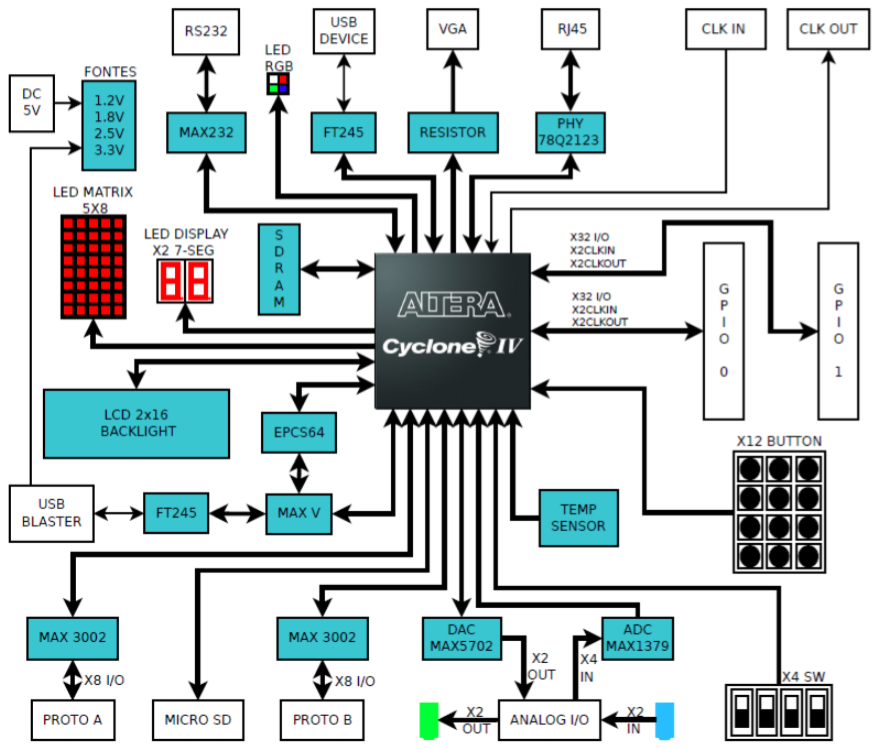 RS232
USB
DEVICE
VGA
RJ45
CLK IN
CLK OUT
LED
RGB
FONTES
DC
5V
1.2V
1.8V
2.5V
3.3V
MAX232
FT245
RESISTOR
PHY
78Q2123
LED MATRIX
5X8
LED DISPLAY
X2 7-SEG
SDRAM
X32 I/O
X2CLKIN
X2CLKOUT
X32 I/O
X2CLKIN
X2CLKOUT
GPIO 0
GPIO 1
ALTERA.
Cyclone IV
LCD 2x16
BACKLIGHT
EPCS64
X12 BUTTON
USB
BLASTER
FT245
MAX V
TEMP
SENSOR
MAX 3002
MAX 3002
DAC
MAX5702
ADC
MAX1379
X8 I/O
X8 I/O
X2
OUT
X4
IN
X4 SW
PROTO A
MICRO SD
PROTO B
X2
OUT
ANALOG I/O
X2
IN